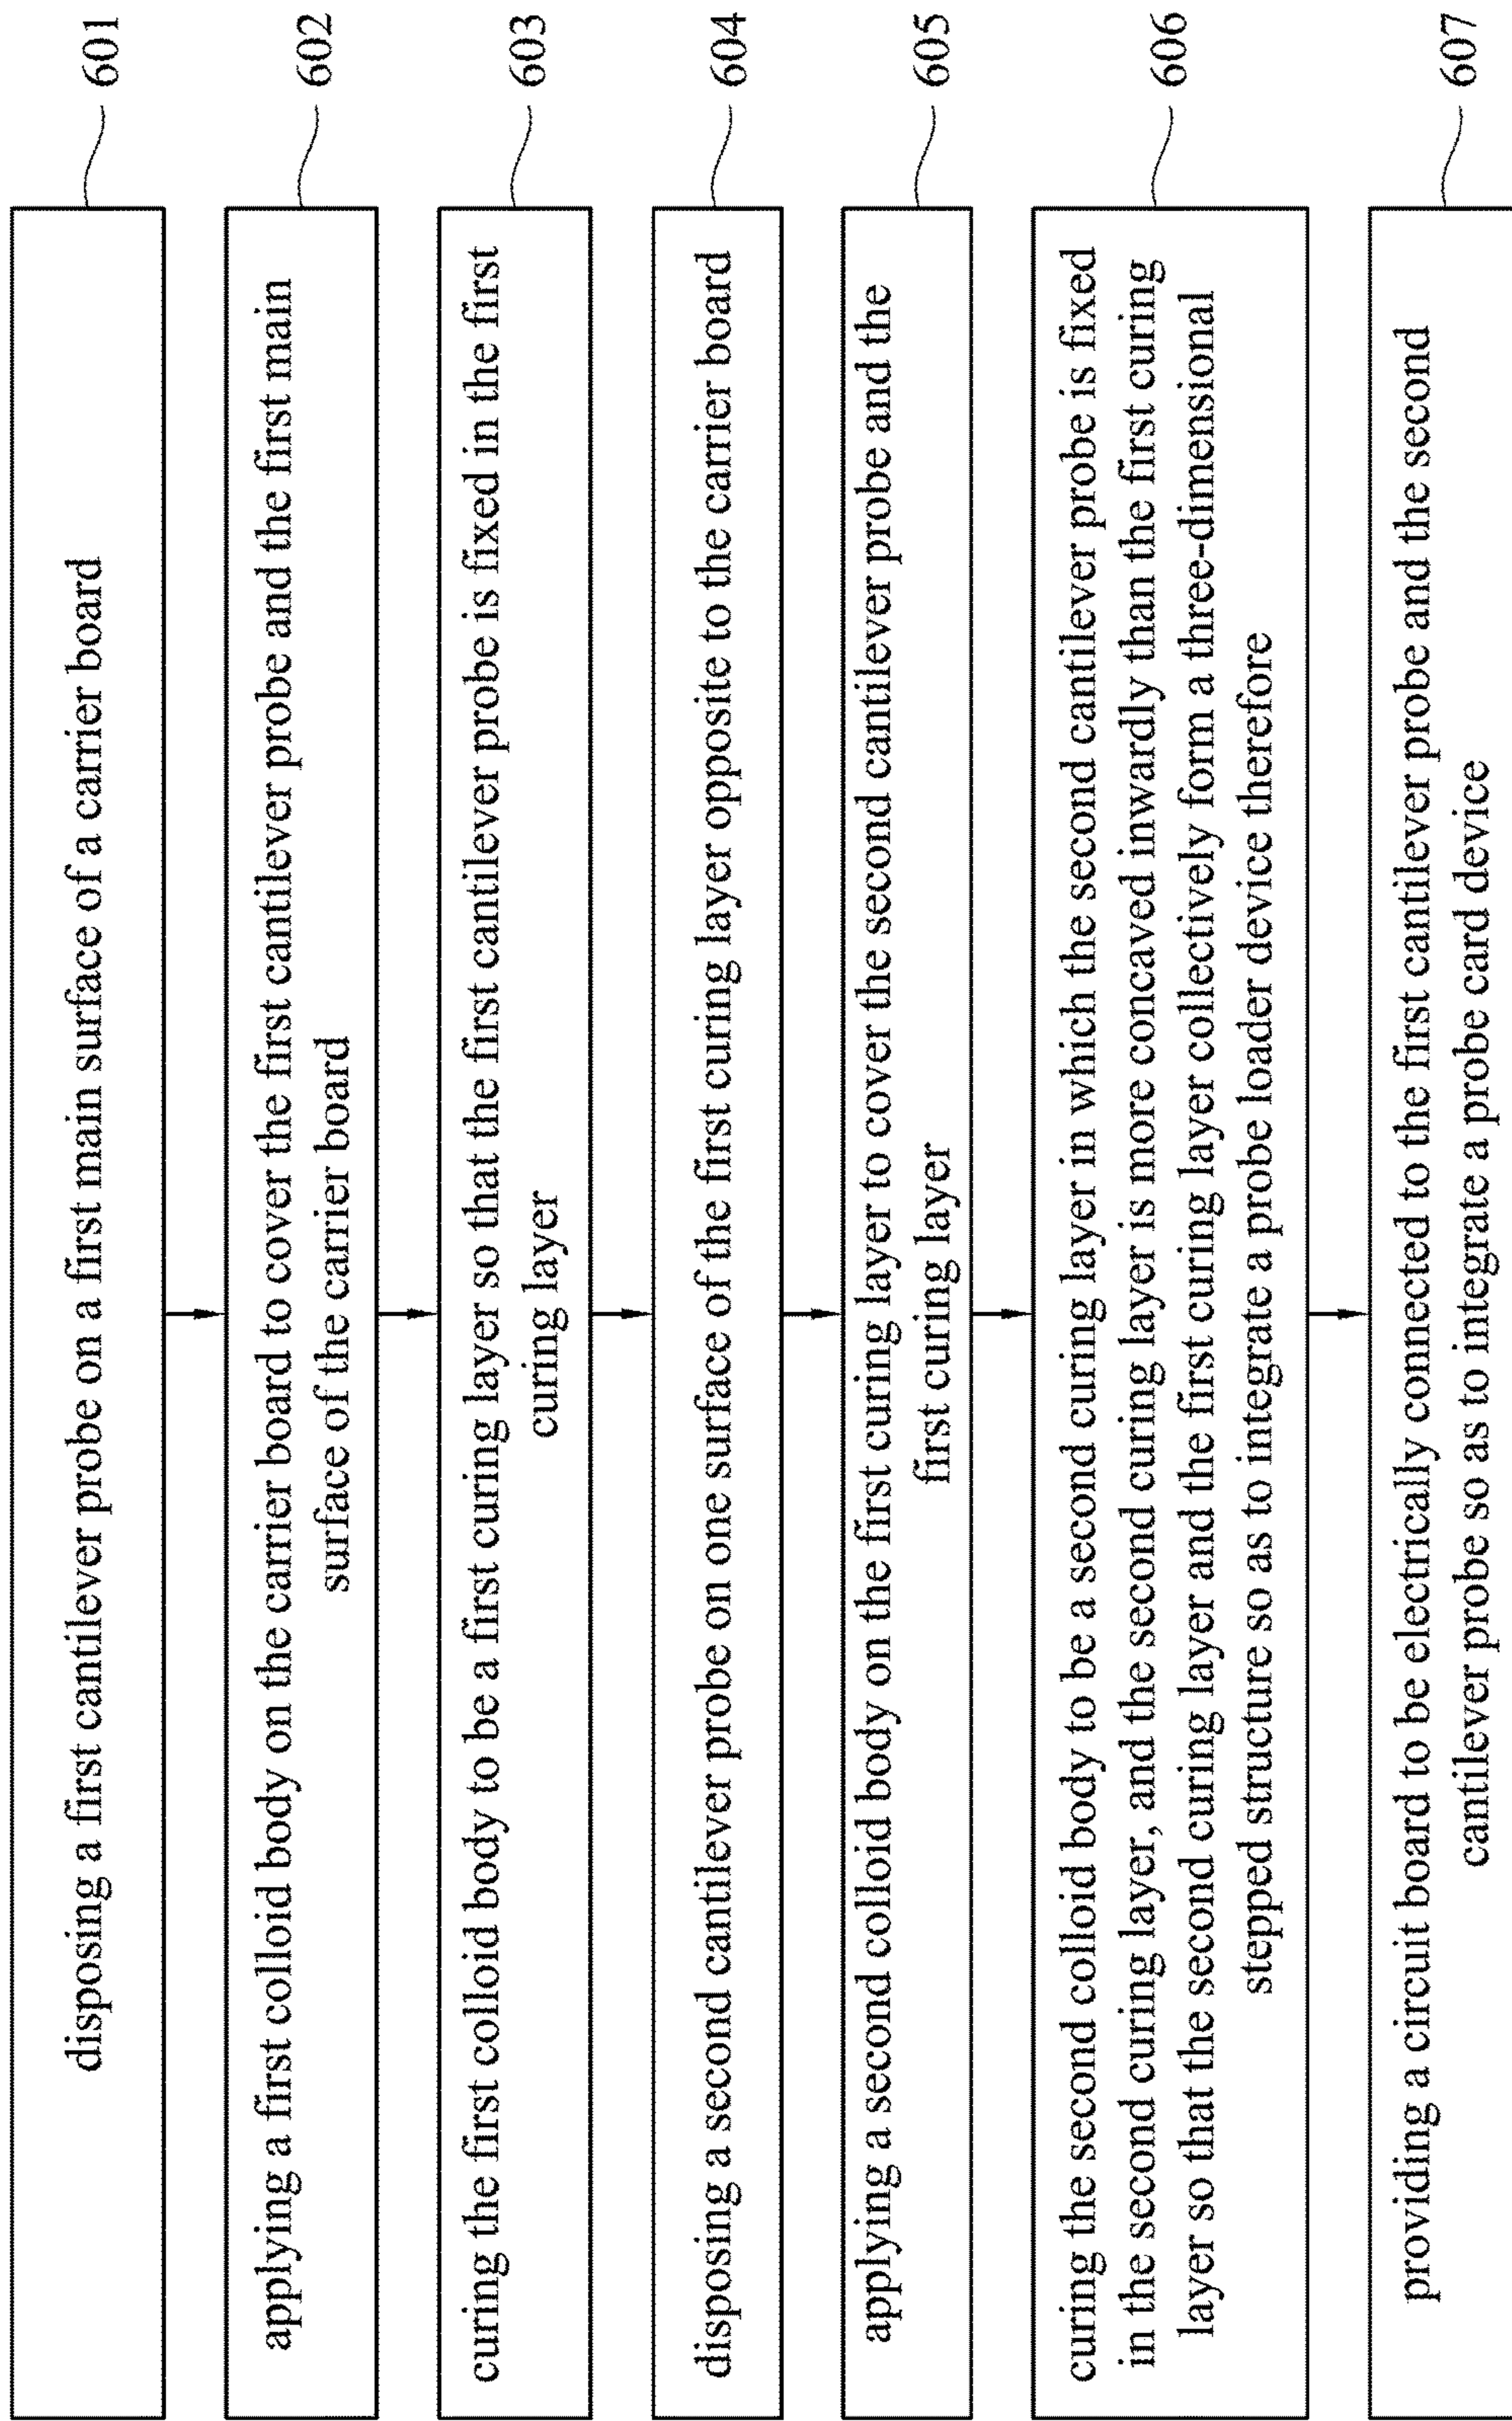 disposing a first cantilever probe on a first main surface of a carrier board
601
applying a first colloid body on the carrier board to cover the first cantilever probe and the first main
surface of the carrier board
602
curing the first colloid body to be a first curing layer so that the first cantilever probe is fixed in the first
curing layer
603
disposing a second cantilever probe on one surface of the first curing layer opposite to the carrier board
604
applying a second colloid body on the first curing layer to cover the second cantilever probe and the
first curing layer
605
curing the second colloid body to be a second curing layer in which the second cantilever probe is fixed
in the second curing layer, and the second curing layer is more concaved inwardly than the first curing
layer so that the second curing layer and the first curing layer collectively form a three-dimensional
stepped structure so as to integrate a probe loader device therefore
606
providing a circuit board to be electrically connected to the first cantilever probe and the second
cantilever probe so as to integrate a probe card device
607